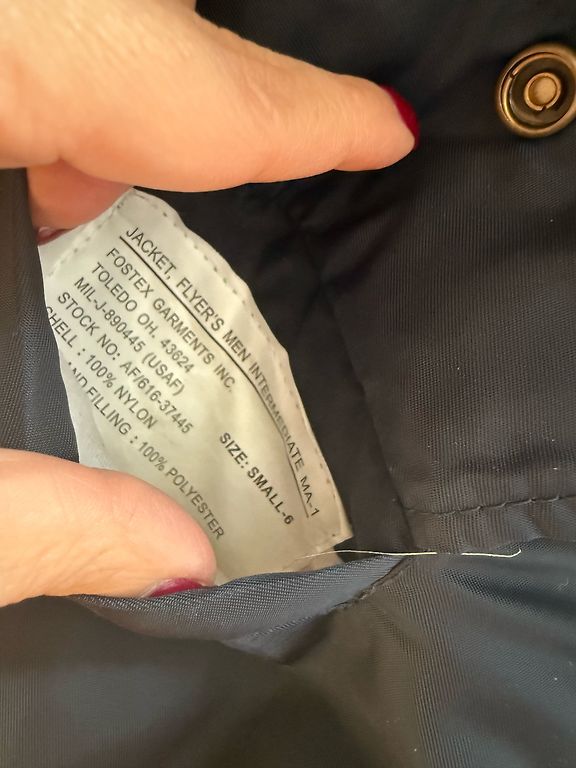 JACKET, FLYER'S MEN INTERMEDIATE MA-1
FOSTEX GARMENTS INC.
TOLEDO OH, 43624
MIL-J-890445 (USAF)
STOCK NO: AF/616-37445
SIZE: SMALL-6
SHELL : 100% NYLON
AND FILLING : 100% POLYESTER